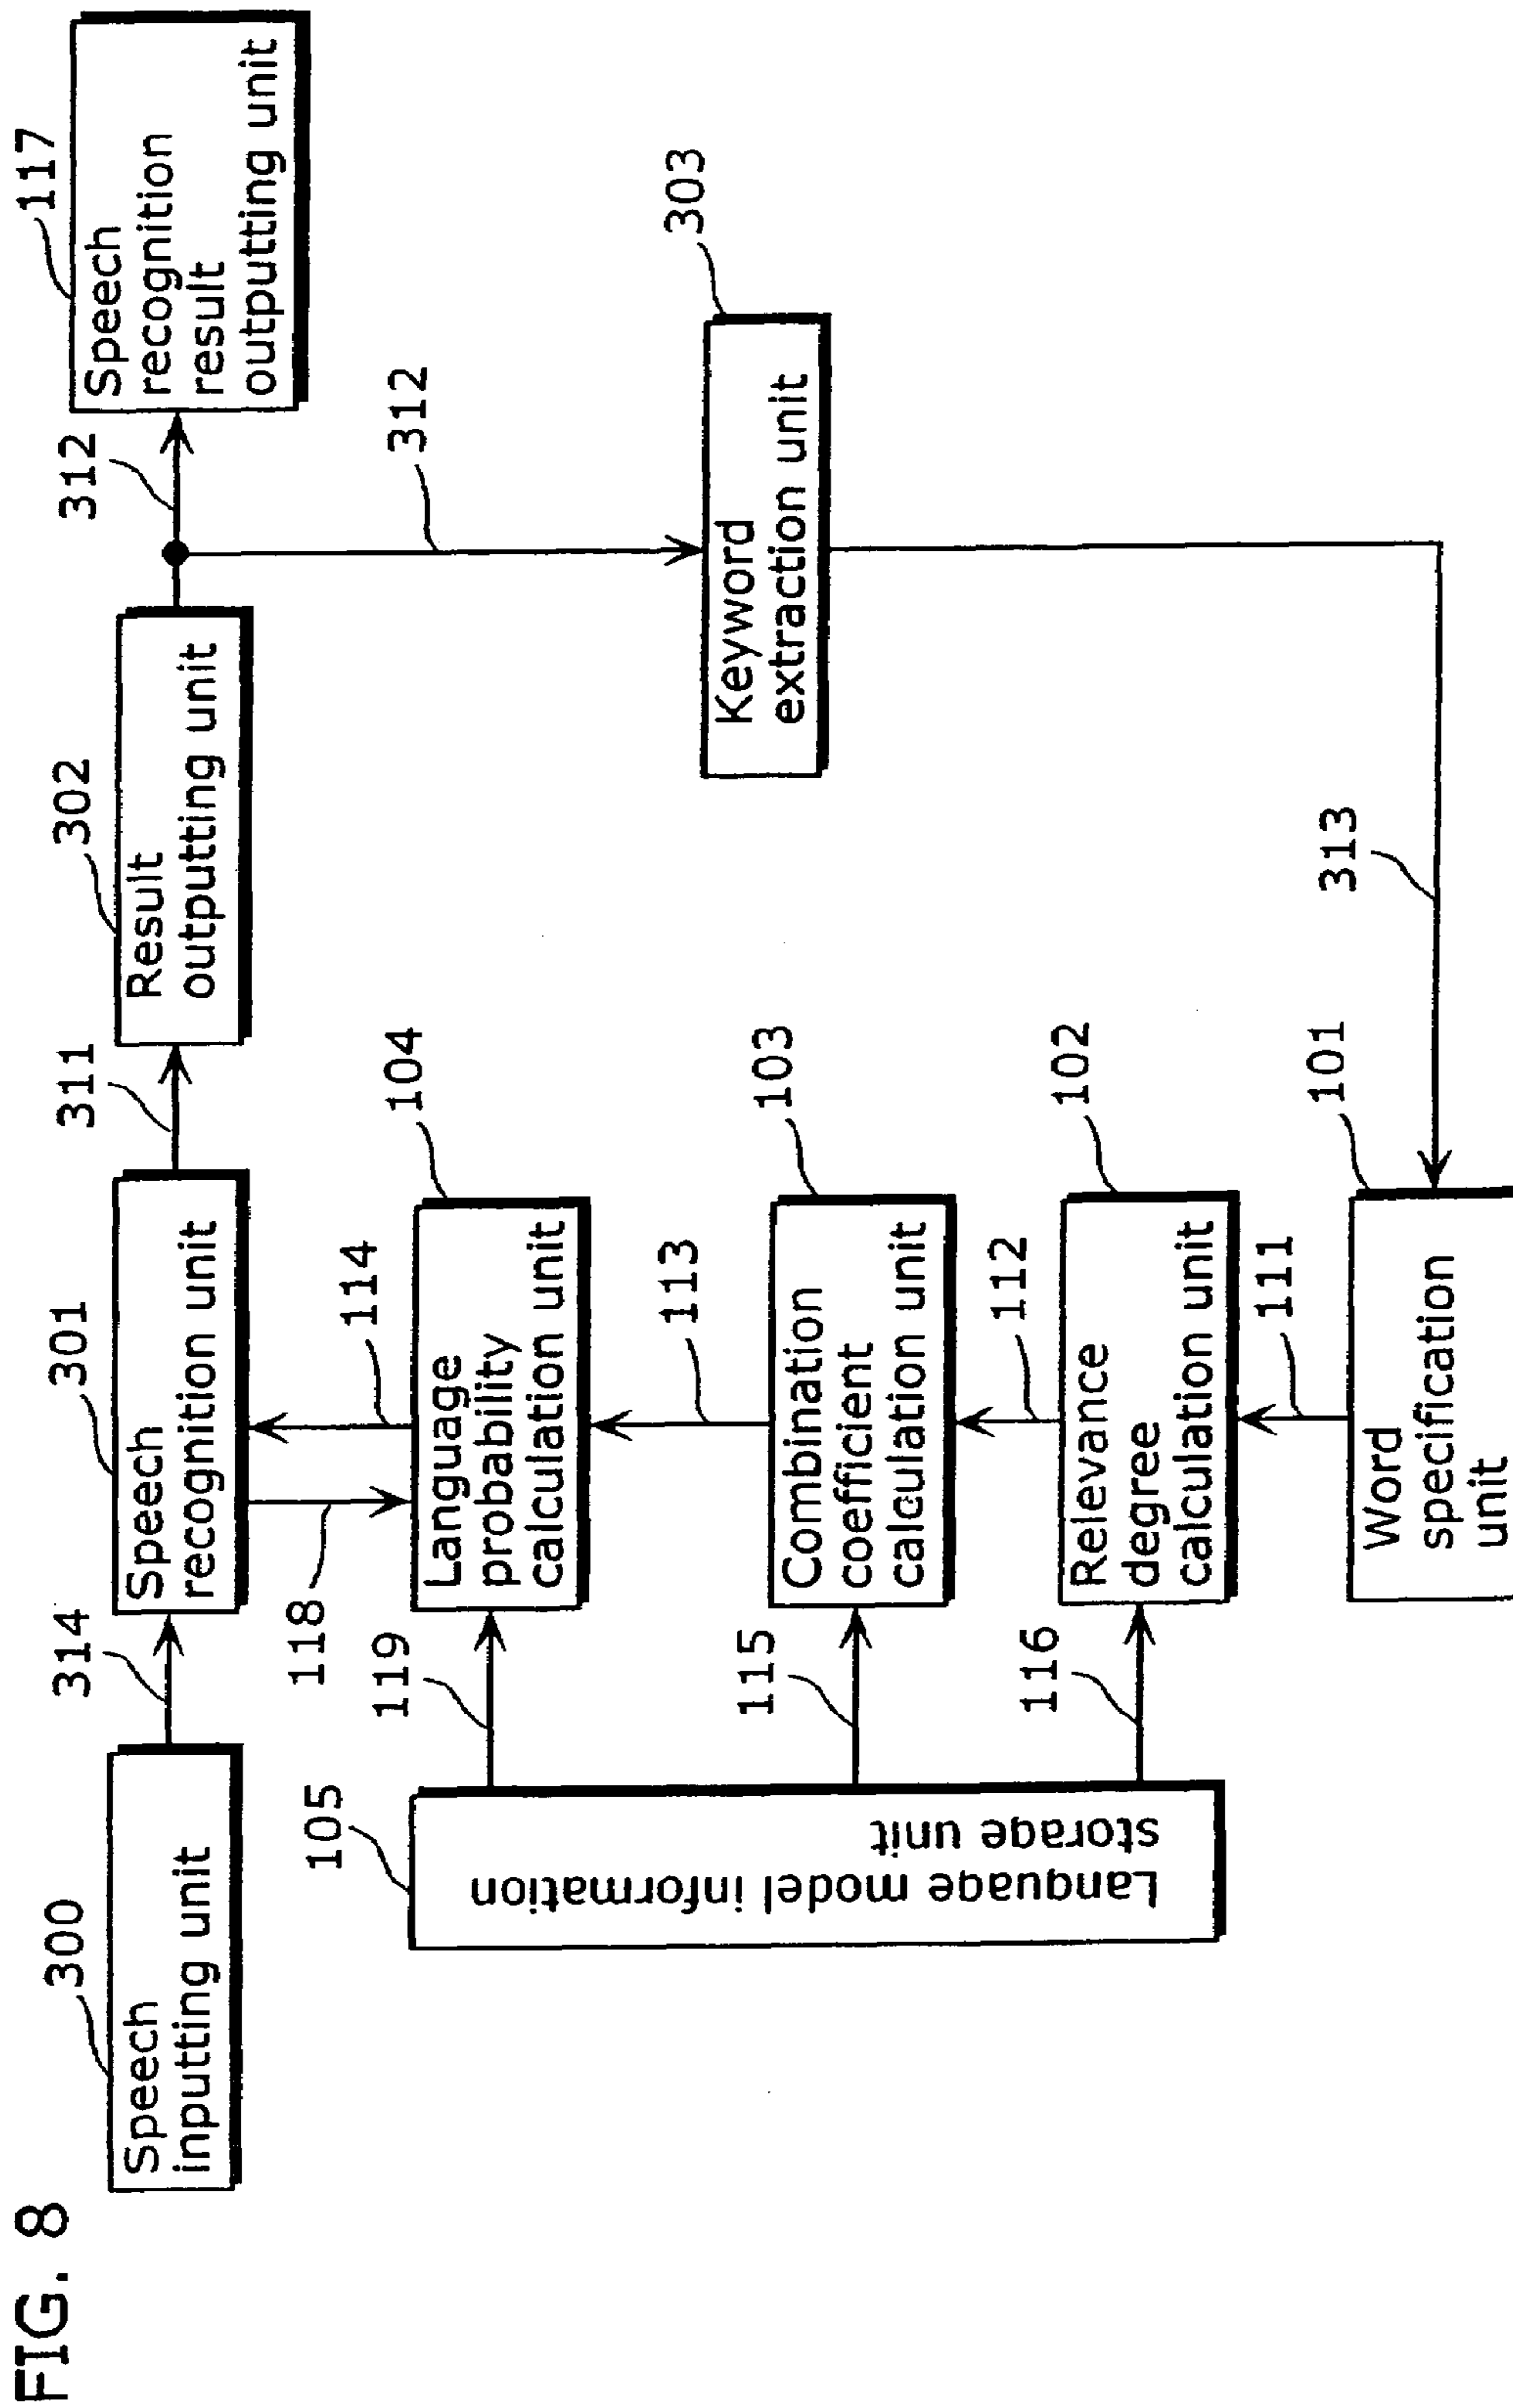 FIG. 8
300
Speech
inputting unit
314
301
Speech
recognition unit
311
302
Result
outputting unit
312
117
Speech
recognition
result
outputting unit
312
118
114
104
Language
probability
calculation unit
119
105
Language model information
storage unit
113
103
Combination
coefficient
calculation unit
115
303
Keyword
extraction unit
112
102
Relevance
degree
calculation unit
116
111
101
Word
specification
unit
313